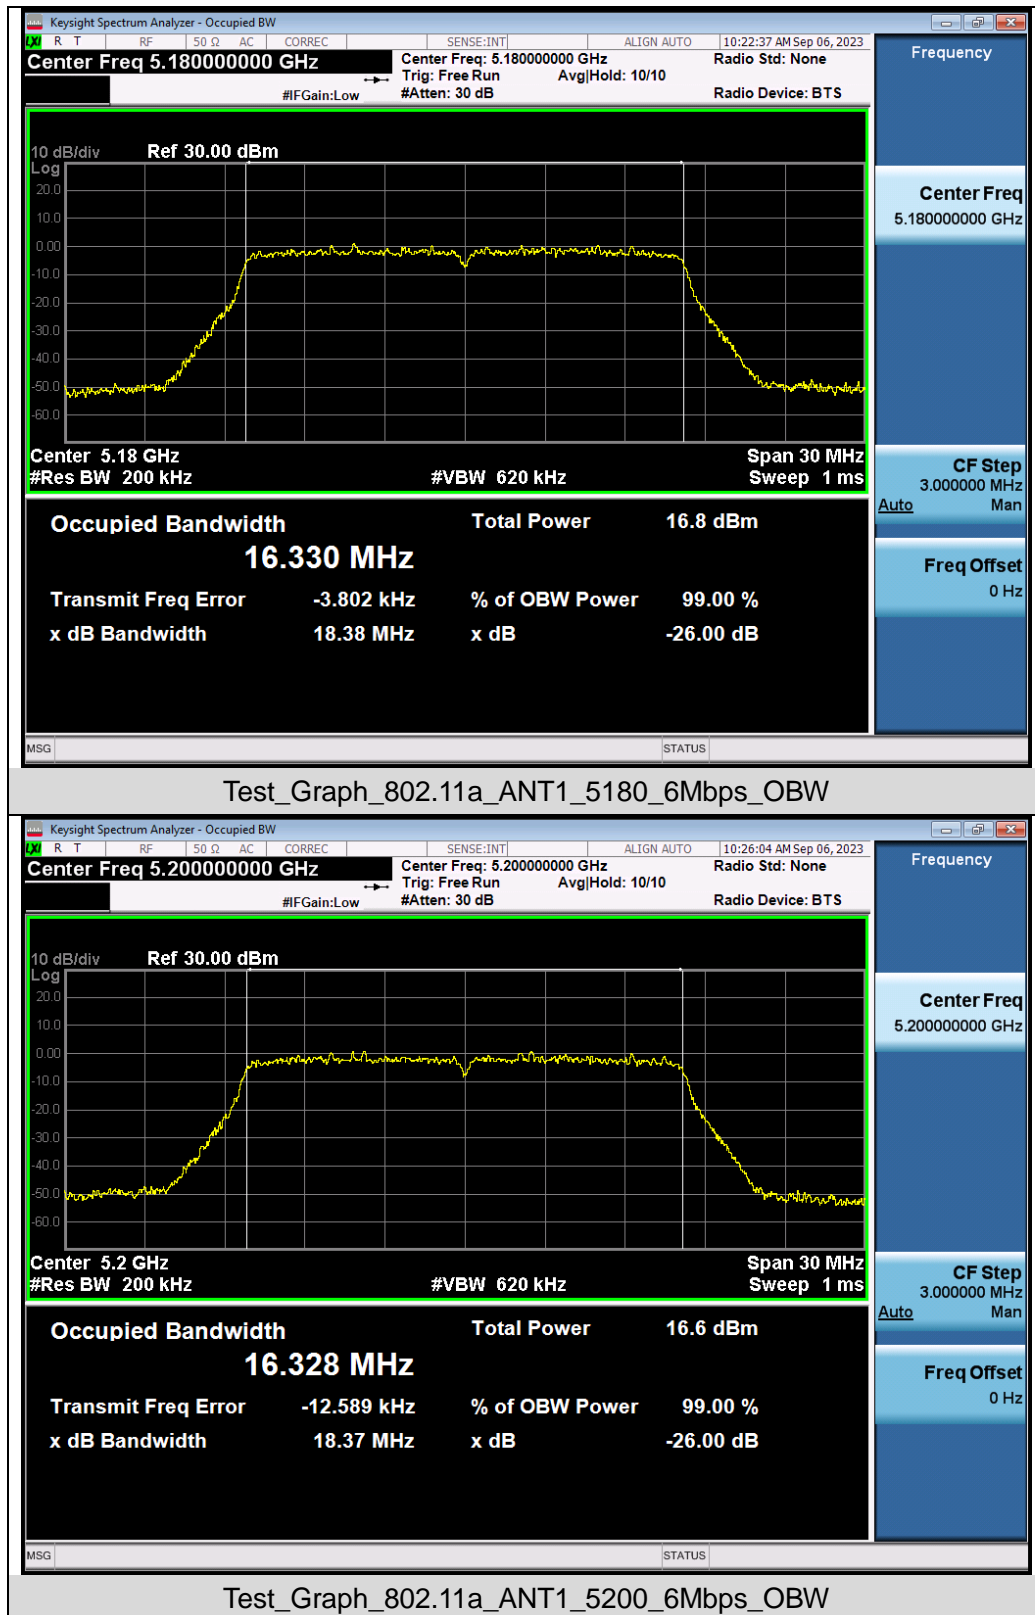 Keysight Spectrum Analyzer - Occupied BW
LXI R T RF 50 Ω AC CORREC SENSE:INT ALIGN AUTO 10:22:37 AM Sep 06, 2023
Center Freq 5.180000000 GHz
Center Freq: 5.180000000 GHz Radio Std: None
Trig: Free Run Avg|Hold: 10/10
#IFGain:Low #Atten: 30 dB Radio Device: BTS
10 dB/div Ref 30.00 dBm
Log
20.0
10.0
0.00
-10.0
-20.0
-30.0
-40.0
-50.0
-60.0
Center 5.18 GHz Span 30 MHz
#Res BW 200 kHz #VBW 620 kHz Sweep 1 ms
Occupied Bandwidth Total Power 16.8 dBm
16.330 MHz
Transmit Freq Error -3.802 kHz % of OBW Power 99.00 %
x dB Bandwidth 18.38 MHz x dB -26.00 dB
MSG STATUS
Frequency
Center Freq
5.180000000 GHz
CF Step
3.000000 MHz
Auto Man
Freq Offset
0 Hz
Test_Graph_802.11a_ANT1_5180_6Mbps_OBW
Keysight Spectrum Analyzer - Occupied BW
LXI R T RF 50 Ω AC CORREC SENSE:INT ALIGN AUTO 10:26:04 AM Sep 06, 2023
Center Freq 5.200000000 GHz
Center Freq: 5.200000000 GHz Radio Std: None
Trig: Free Run Avg|Hold: 10/10
#IFGain:Low #Atten: 30 dB Radio Device: BTS
10 dB/div Ref 30.00 dBm
Log
20.0
10.0
0.00
-10.0
-20.0
-30.0
-40.0
-50.0
-60.0
Center 5.2 GHz Span 30 MHz
#Res BW 200 kHz #VBW 620 kHz Sweep 1 ms
Occupied Bandwidth Total Power 16.6 dBm
16.328 MHz
Transmit Freq Error -12.589 kHz % of OBW Power 99.00 %
x dB Bandwidth 18.37 MHz x dB -26.00 dB
MSG STATUS
Frequency
Center Freq
5.200000000 GHz
CF Step
3.000000 MHz
Auto Man
Freq Offset
0 Hz
Test_Graph_802.11a_ANT1_5200_6Mbps_OBW